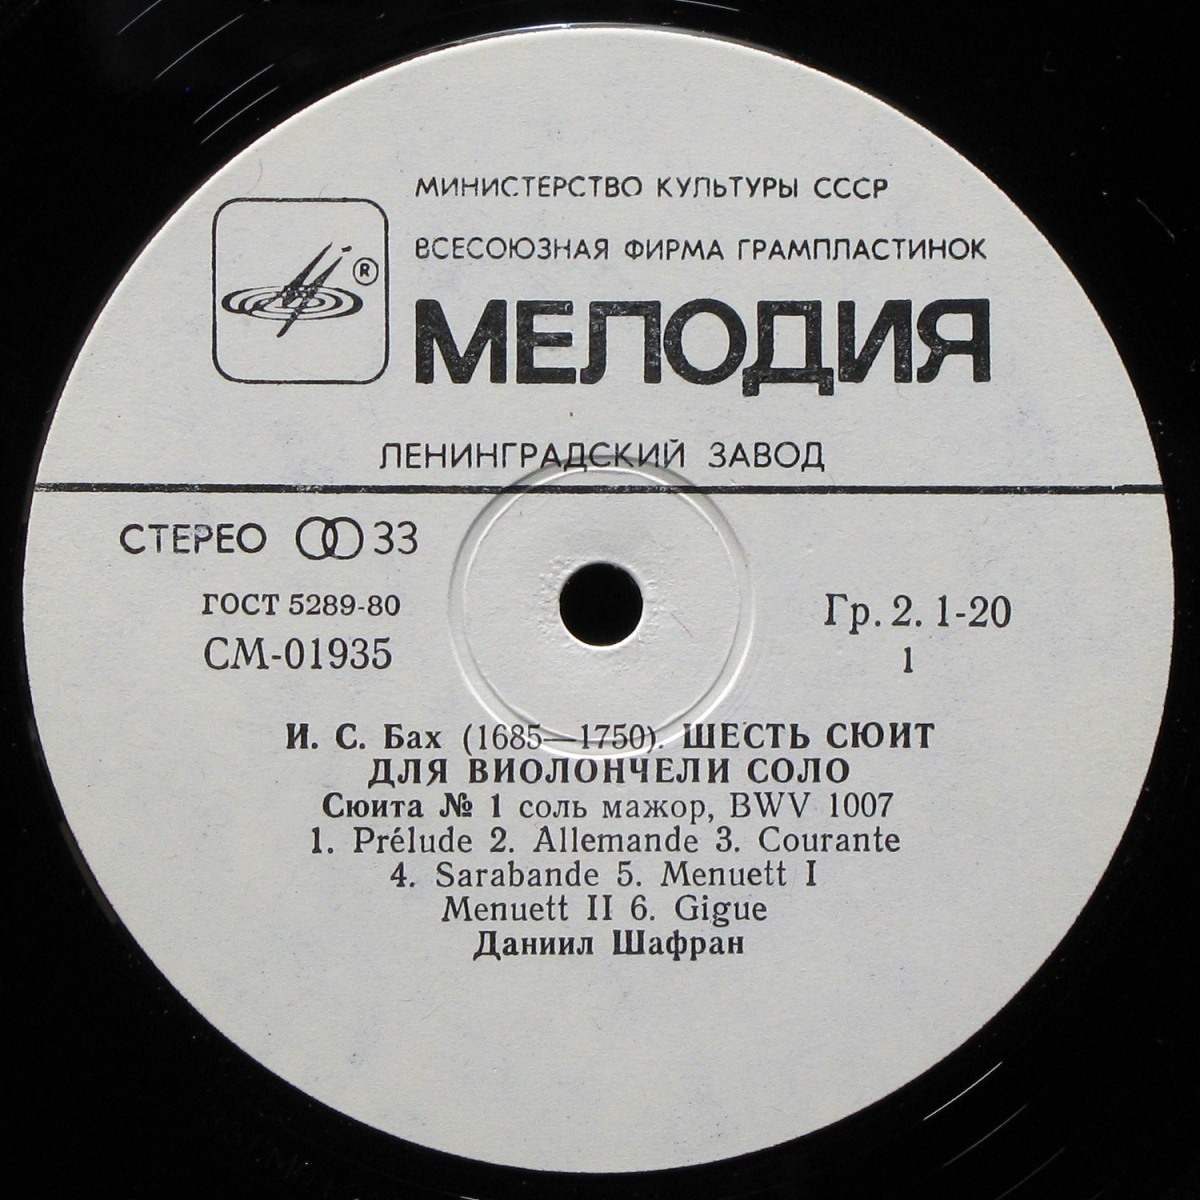 МИНИСТЕРСТВО КУЛЬТУРЫ СССР
ВСЕСОЮЗНАЯ ФИРМА ГРАМПЛАСТИНОК
®
МЕЛОДИЯ
ЛЕНИНГРАДСКИЙ ЗАВОД
СТЕРЕО 33
ГОСТ 5289-80
СМ-01935
Гр. 2. 1-20
1
И. С. Бах (1685—1750). ШЕСТЬ СЮИТ
ДЛЯ ВИОЛОНЧЕЛИ СОЛО
Сюита № 1 соль мажор, BWV 1007
1. Prélude 2. Allemande 3. Courante
4. Sarabande 5. Menuett I
Menuett II 6. Gigue
Даниил Шафран